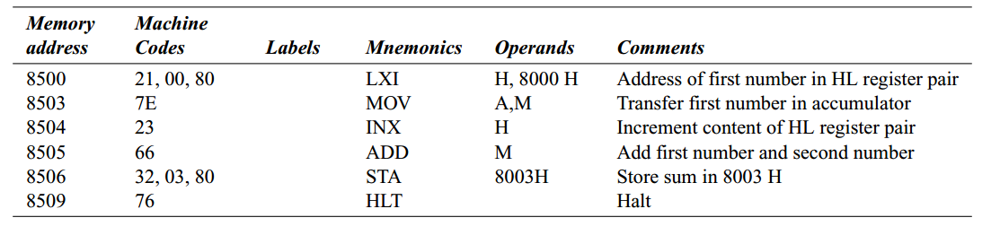 Memory address Machine Codes Labels Mnemonics Operands Comments
8500 21, 00, 80 LXI H, 8000 H Address of first number in HL register pair
8503 7E MOV A,M Transfer first number in accumulator
8504 23 INX H Increment content of HL register pair
8505 66 ADD M Add first number and second number
8506 32, 03, 80 STA 8003H Store sum in 8003 H
8509 76 HLT Halt